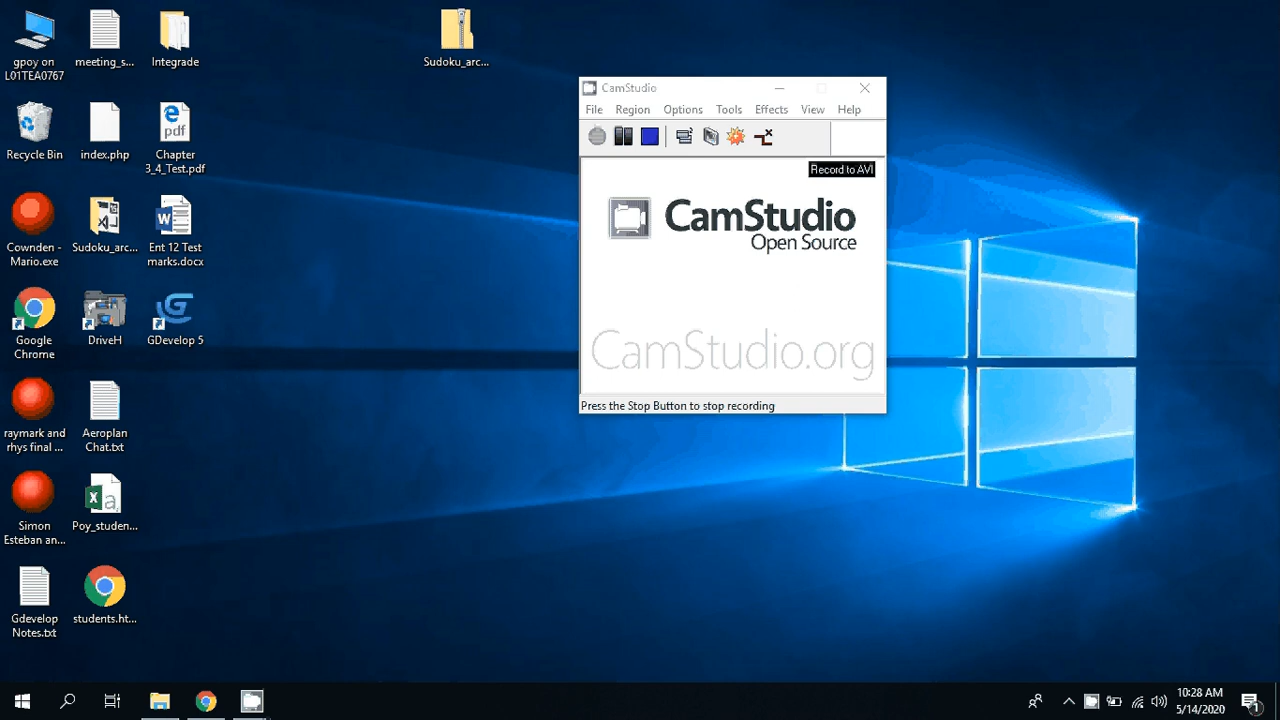 gpoy on
L01TEA0767
meeting_s...
Integrade
Sudoku_arc...
Recycle Bin
index.php
Chapter
3_4_Test.pdf
Cownden -
Mario.exe
Sudoku_arc...
Ent 12 Test
marks.docx
Google
Chrome
DriveH
GDevelop 5
raymark and
rhys final ...
Aeroplan
Chat.txt
Simon
Esteban an...
Poy_studen...
Gdevelop
Notes.txt
students.ht...
CamStudio
File Region Options Tools Effects View Help
Record to AVI
CamStudio
Open Source
CamStudio.org
Press the Stop Button to stop recording
10:28 AM
5/14/2020
1